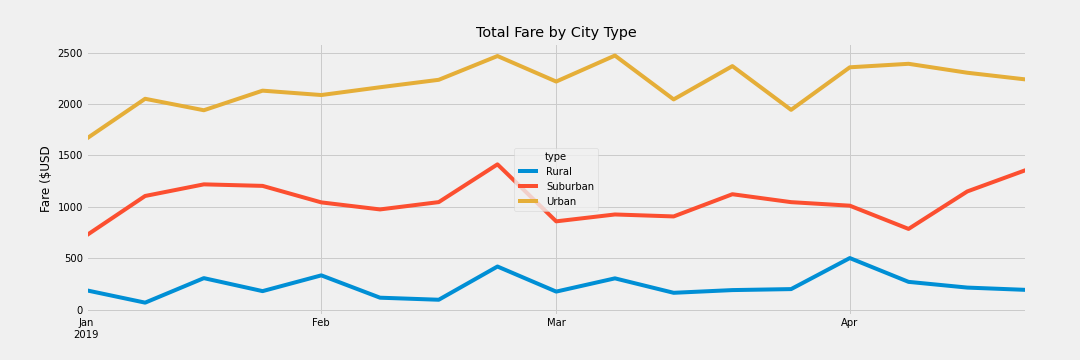 Total Fare by City Type
Fare ($USD
2500
2000
1500
1000
500
0
type
Rural
Suburban
Urban
Jan
2019
Feb
Mar
Apr